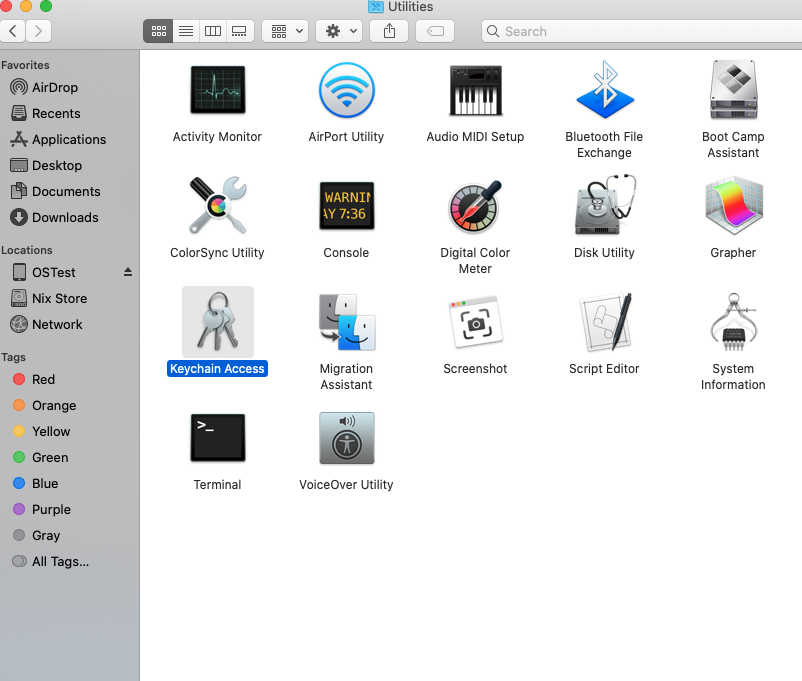 Utilities
Search
Favorites
AirDrop
Recents
Applications
Desktop
Documents
Downloads
Locations
OSTest
Nix Store
Network
Tags
Red
Orange
Yellow
Green
Blue
Purple
Gray
All Tags...
Activity Monitor
AirPort Utility
Audio MIDI Setup
Bluetooth File
Exchange
Boot Camp
Assistant
WARNIN
AY 7:36
ColorSync Utility
Console
Digital Color
Meter
Disk Utility
Grapher
Keychain Access
Migration
Assistant
Screenshot
Script Editor
System
Information
>_
Terminal
VoiceOver Utility